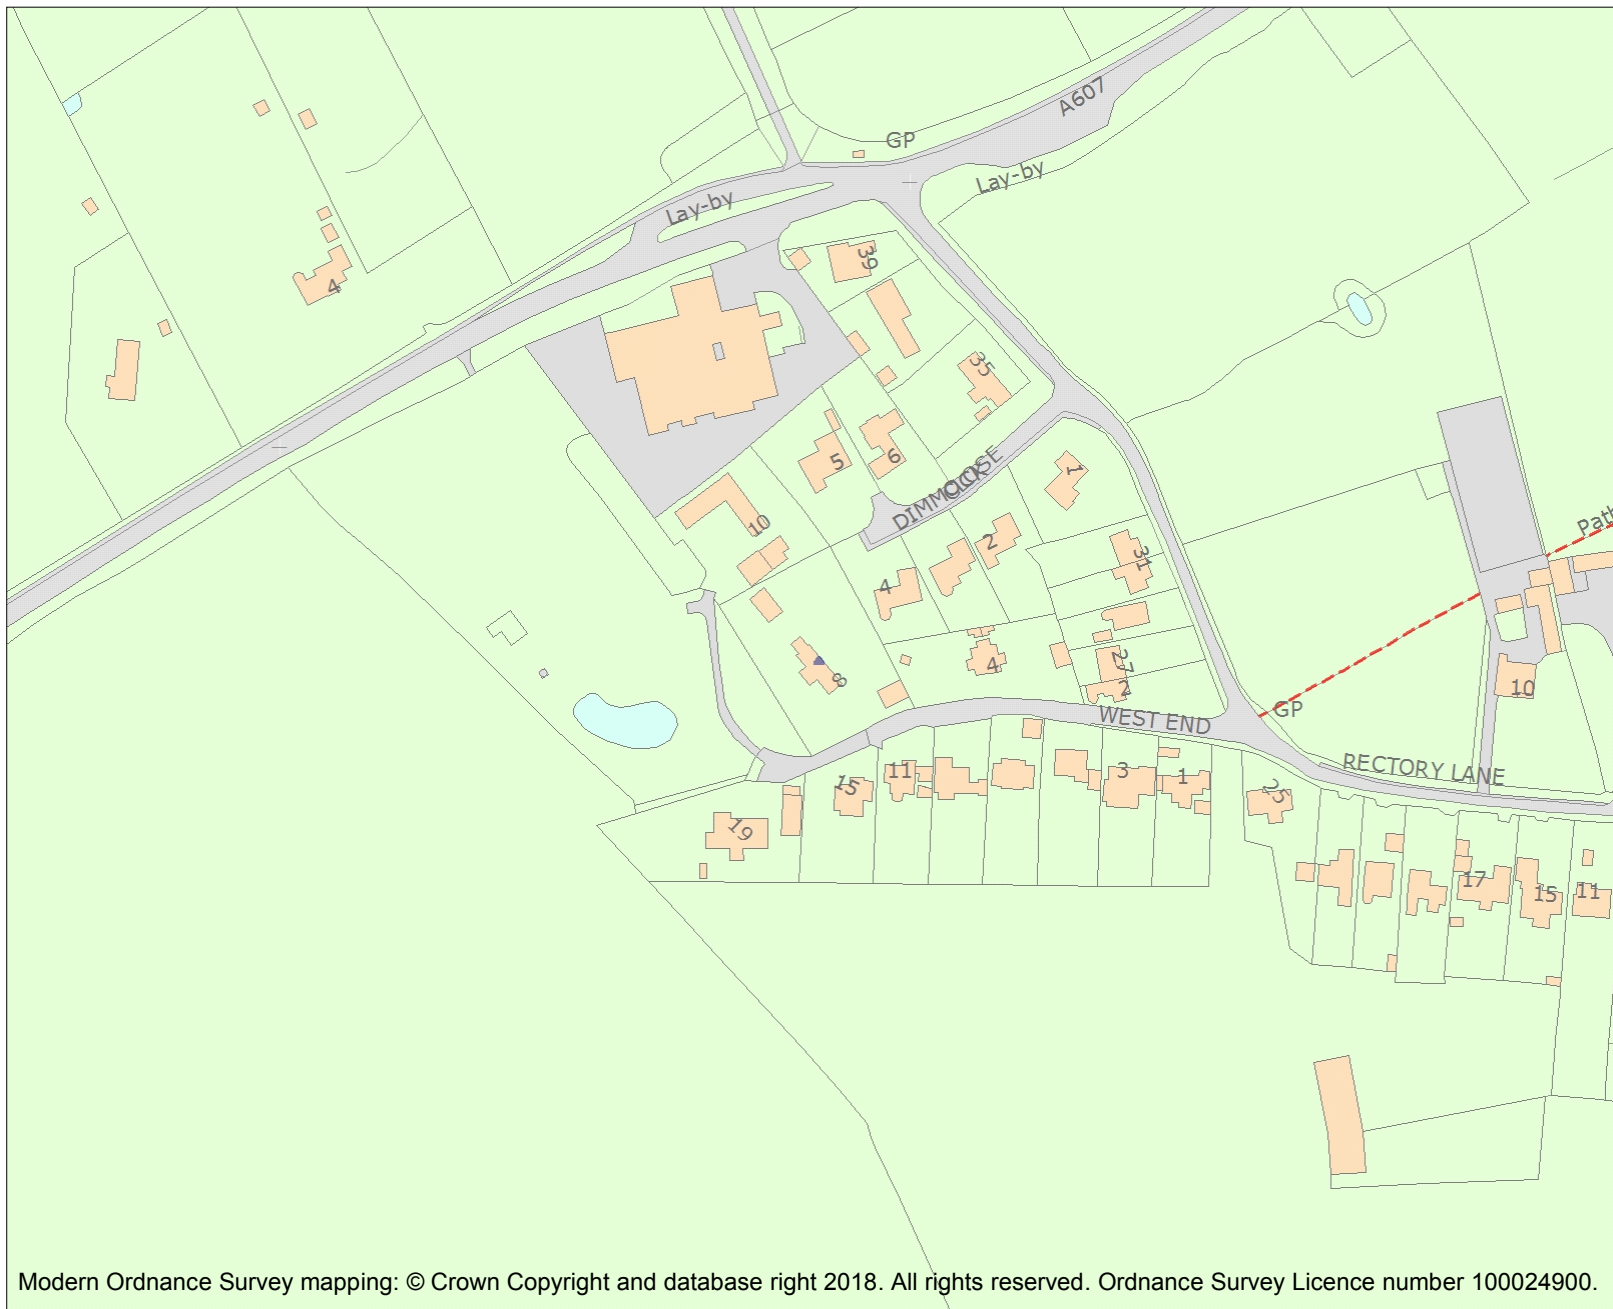 A607
GP
Lay-by
Lay-by
39
4
35
5
6
1
DIMMOCK
CLOSE
10
2
31
4
Path
4
27
8
2
10
WEST END
GP
RECTORY LANE
15
11
3
1
25
19
17
15
11
Modern Ordnance Survey mapping: © Crown Copyright and database right 2018. All rights reserved. Ordnance Survey Licence number 100024900.